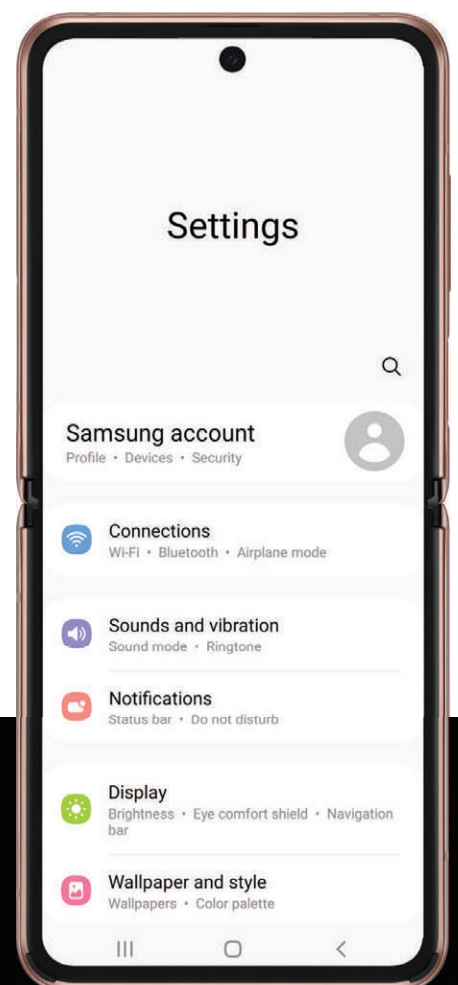 Settings
Samsung account
Profile • Devices • Security
Connections
Wi-Fi • Bluetooth • Airplane mode
Sounds and vibration
Sound mode • Ringtone
Notifications
Status bar • Do not disturb
Display
Brightness • Eye comfort shield • Navigation
bar
Wallpaper and style
Wallpapers • Color palette